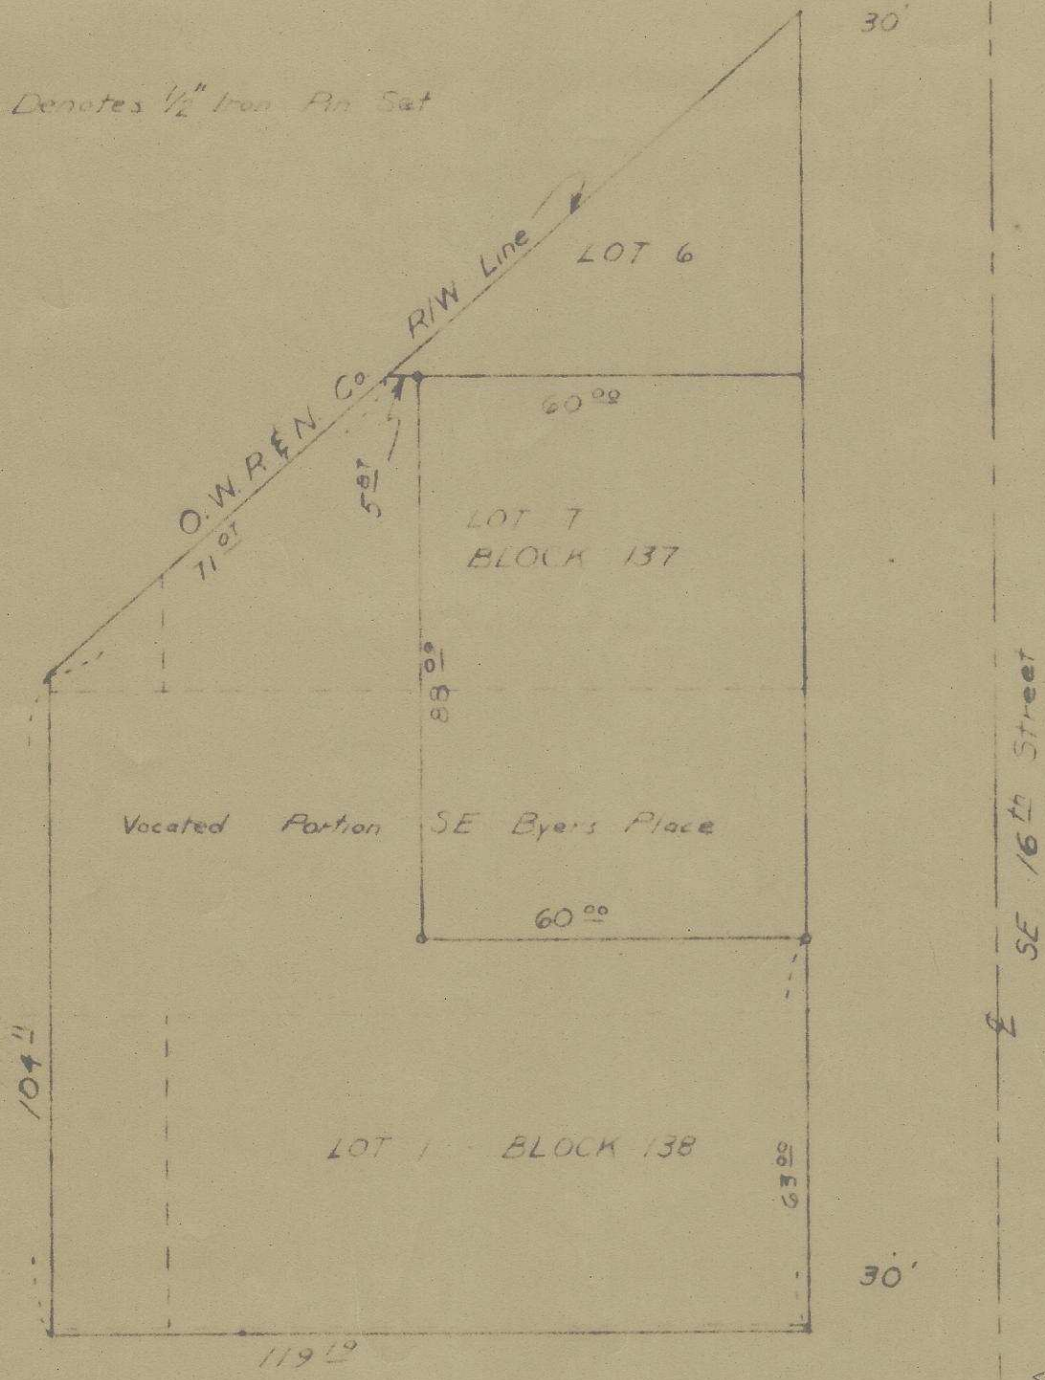 30'
Denotes 1/2" Iron Pin Set
LOT 6
O.W.R.&N. Co. R/W Line
60 00
5 87
71 07
LOT 7
BLOCK 137
88 00
SE 16th Street
Vacated Portion SE Byers Place
60 00
104 11
LOT 1 BLOCK 138
63 00
30'
119 19